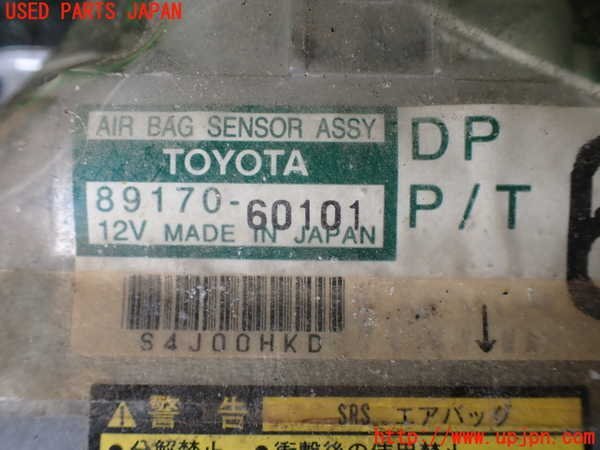 USED PARTS JAPAN
AIR BAG SENSOR ASSY
TOYOTA
89170-60101
12V MADE IN JAPAN
DP
P/T
S4J00HKD
↓
警告
SRS エアバッグ
●分解禁止 ●衝撃後の使用禁止
http://www.upjpn.com